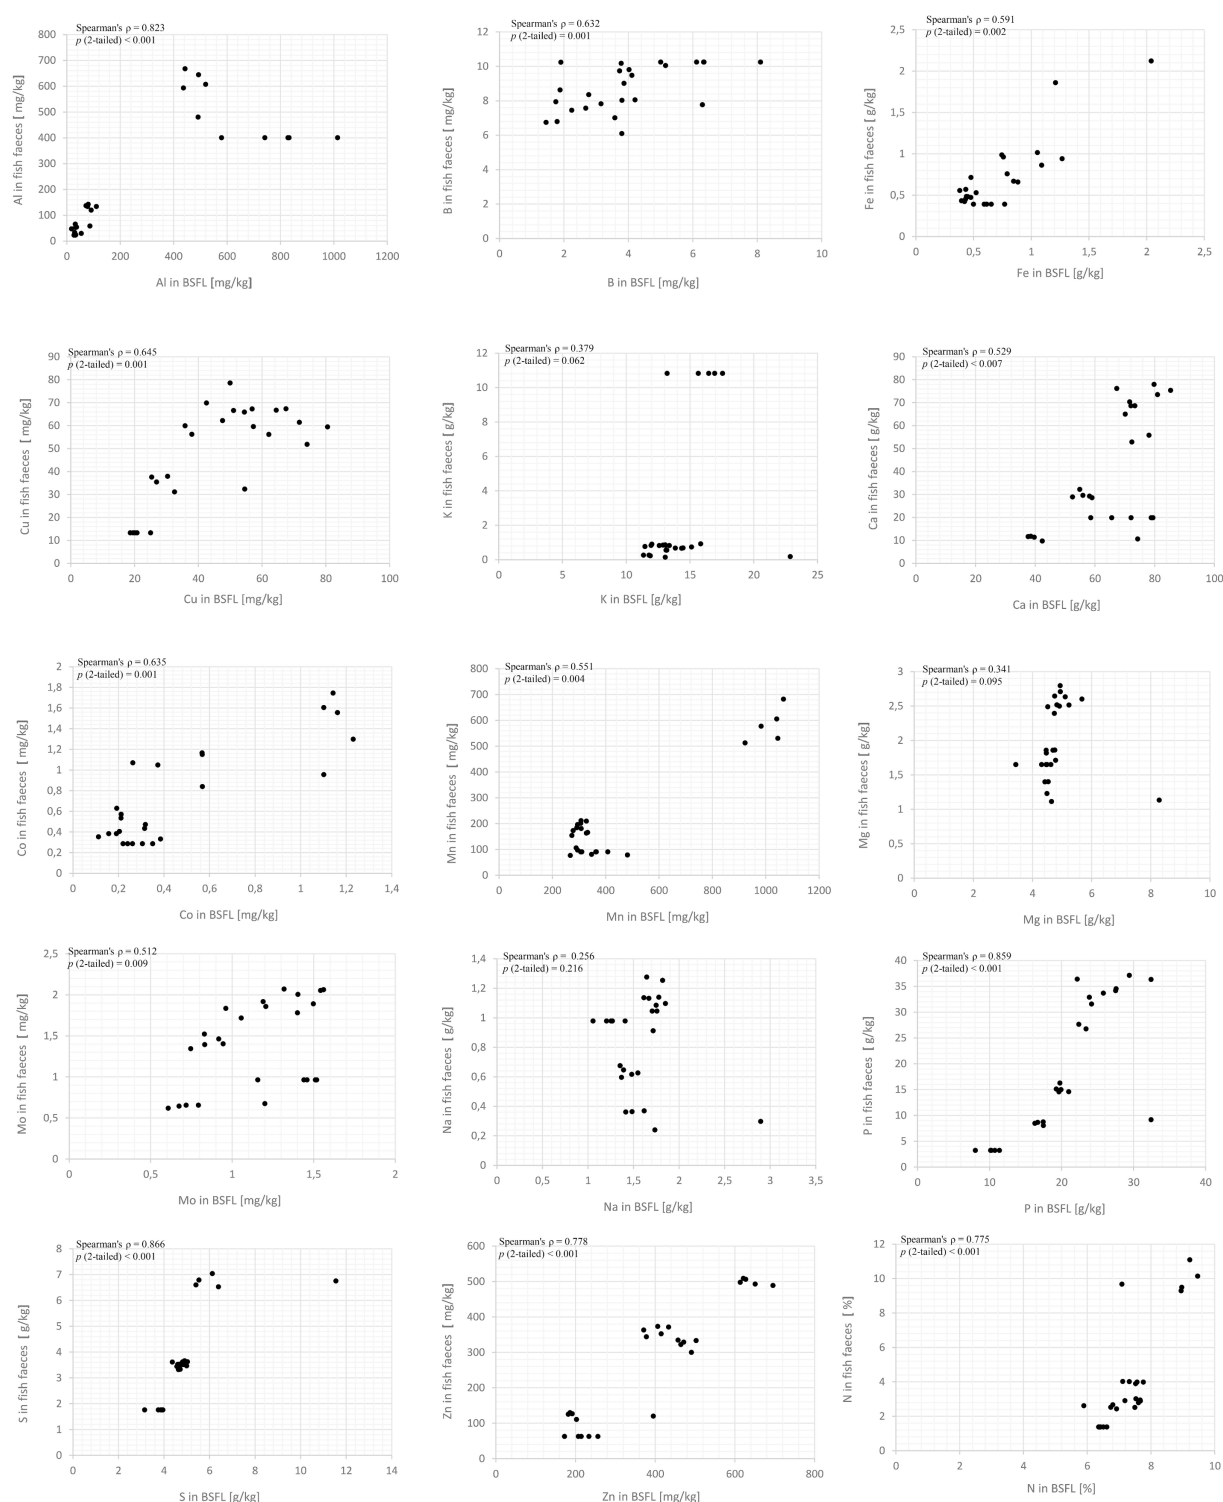 Spearman's ρ = 0.823
p (2-tailed) < 0.001
800
700
600
500
400
300
200
100
0
Al in fish faeces [ mg/kg]
0 200 400 600 800 1000 1200
Al in BSFL [mg/kg]
Spearman's ρ = 0.632
p (2-tailed) = 0.001
12
10
8
6
4
2
0
B in fish faeces [ mg/kg]
0 2 4 6 8 10
B in BSFL [mg/kg]
Spearman's ρ = 0.591
p (2-tailed) = 0.002
2,5
2
1,5
1
0,5
0
Fe in fish faeces [ g/kg]
0 0,5 1 1,5 2 2,5
Fe in BSFL [g/kg]
Spearman's ρ = 0.645
p (2-tailed) = 0.001
90
80
70
60
50
40
30
20
10
0
Cu in fish faeces [ mg/kg]
0 20 40 60 80 100
Cu in BSFL [mg/kg]
Spearman's ρ = 0.379
p (2-tailed) = 0.062
12
10
8
6
4
2
0
K in fish faeces [ g/kg]
0 5 10 15 20 25
K in BSFL [g/kg]
Spearman's ρ = 0.529
p (2-tailed) < 0.007
90
80
70
60
50
40
30
20
10
0
Ca in fish faeces [ g/kg]
0 20 40 60 80 100
Ca in BSFL [g/kg]
Spearman's ρ = 0.635
p (2-tailed) = 0.001
2
1,8
1,6
1,4
1,2
1
0,8
0,6
0,4
0,2
0
Co in fish faeces [ mg/kg]
0 0,2 0,4 0,6 0,8 1 1,2 1,4
Co in BSFL [mg/kg]
Spearman's ρ = 0.551
p (2-tailed) = 0.004
800
700
600
500
400
300
200
100
0
Mn in fish faeces [ mg/kg]
0 200 400 600 800 1000 1200
Mn in BSFL [mg/kg]
Spearman's ρ = 0.341
p (2-tailed) = 0.095
3
2,5
2
1,5
1
0,5
0
Mg in fish faeces [ g/kg]
0 2 4 6 8 10
Mg in BSFL [g/kg]
Spearman's ρ = 0.512
p (2-tailed) = 0.009
2,5
2
1,5
1
0,5
0
Mo in fish faeces [ mg/kg]
0 0,5 1 1,5 2
Mo in BSFL [mg/kg]
Spearman's ρ = 0.256
p (2-tailed) = 0.216
1,4
1,2
1
0,8
0,6
0,4
0,2
0
Na in fish faeces [ g/kg]
0 0,5 1 1,5 2 2,5 3 3,5
Na in BSFL [g/kg]
Spearman's ρ = 0.859
p (2-tailed) < 0.001
40
35
30
25
20
15
10
5
0
P in fish faeces [ g/kg]
0 10 20 30 40
P in BSFL [g/kg]
Spearman's ρ = 0.866
p (2-tailed) < 0.001
8
7
6
5
4
3
2
1
0
S in fish faeces [ g/kg]
0 2 4 6 8 10 12 14
S in BSFL [g/kg]
Spearman's ρ = 0.778
p (2-tailed) < 0.001
600
500
400
300
200
100
0
Zn in fish faeces [ mg/kg]
0 200 400 600 800
Zn in BSFL [mg/kg]
Spearman's ρ = 0.775
p (2-tailed) < 0.001
12
10
8
6
4
2
0
N in fish faeces [ %]
0 2 4 6 8 10
N in BSFL [%]